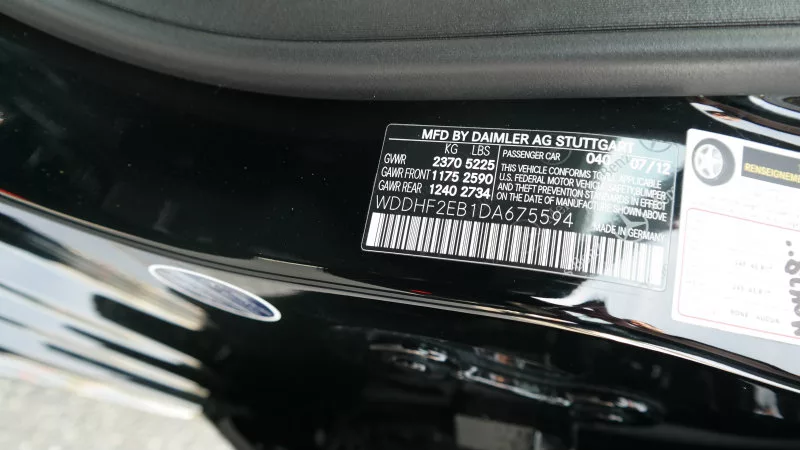 MFD BY DAIMLER AG STUTTGART
KG LBS
GVWR 2370 5225
GAWR FRONT 1175 2590
GAWR REAR 1240 2734
PASSENGER CAR 040 07/12
THIS VEHICLE CONFORMS TO ALL APPLICABLE
U.S. FEDERAL MOTOR VEHICLE SAFETY, BUMPER,
AND THEFT PREVENTION STANDARDS IN EFFECT
ON THE DATE OF MANUFACTURE SHOWN ABOVE
WDDHF2EB1DA675594
MADE IN GERMANY
RENSEIGNEME